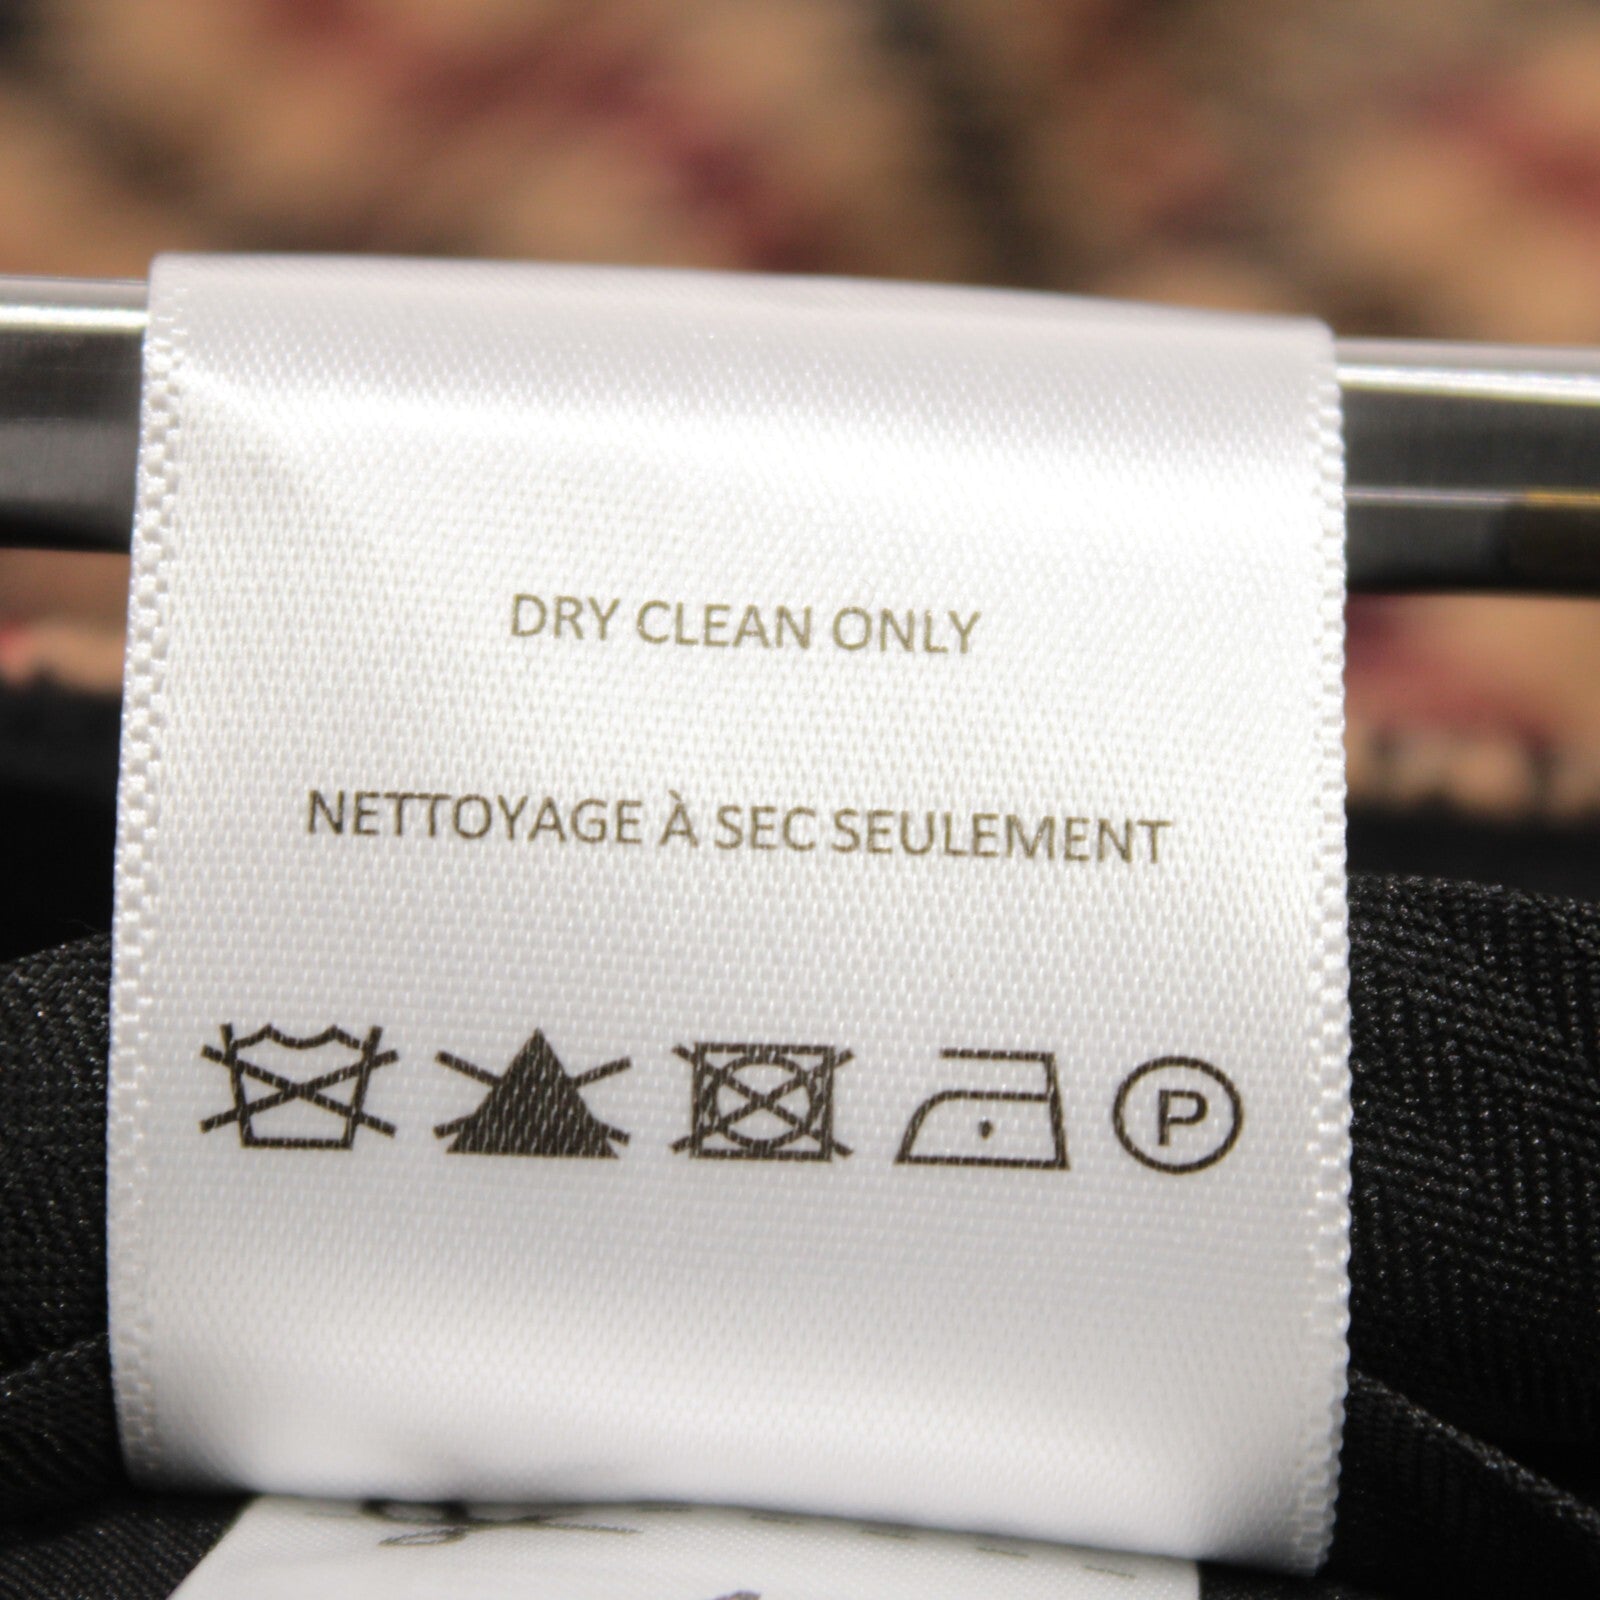 DRY CLEAN ONLY
NETTOYAGE À SEC SEULEMENT
P